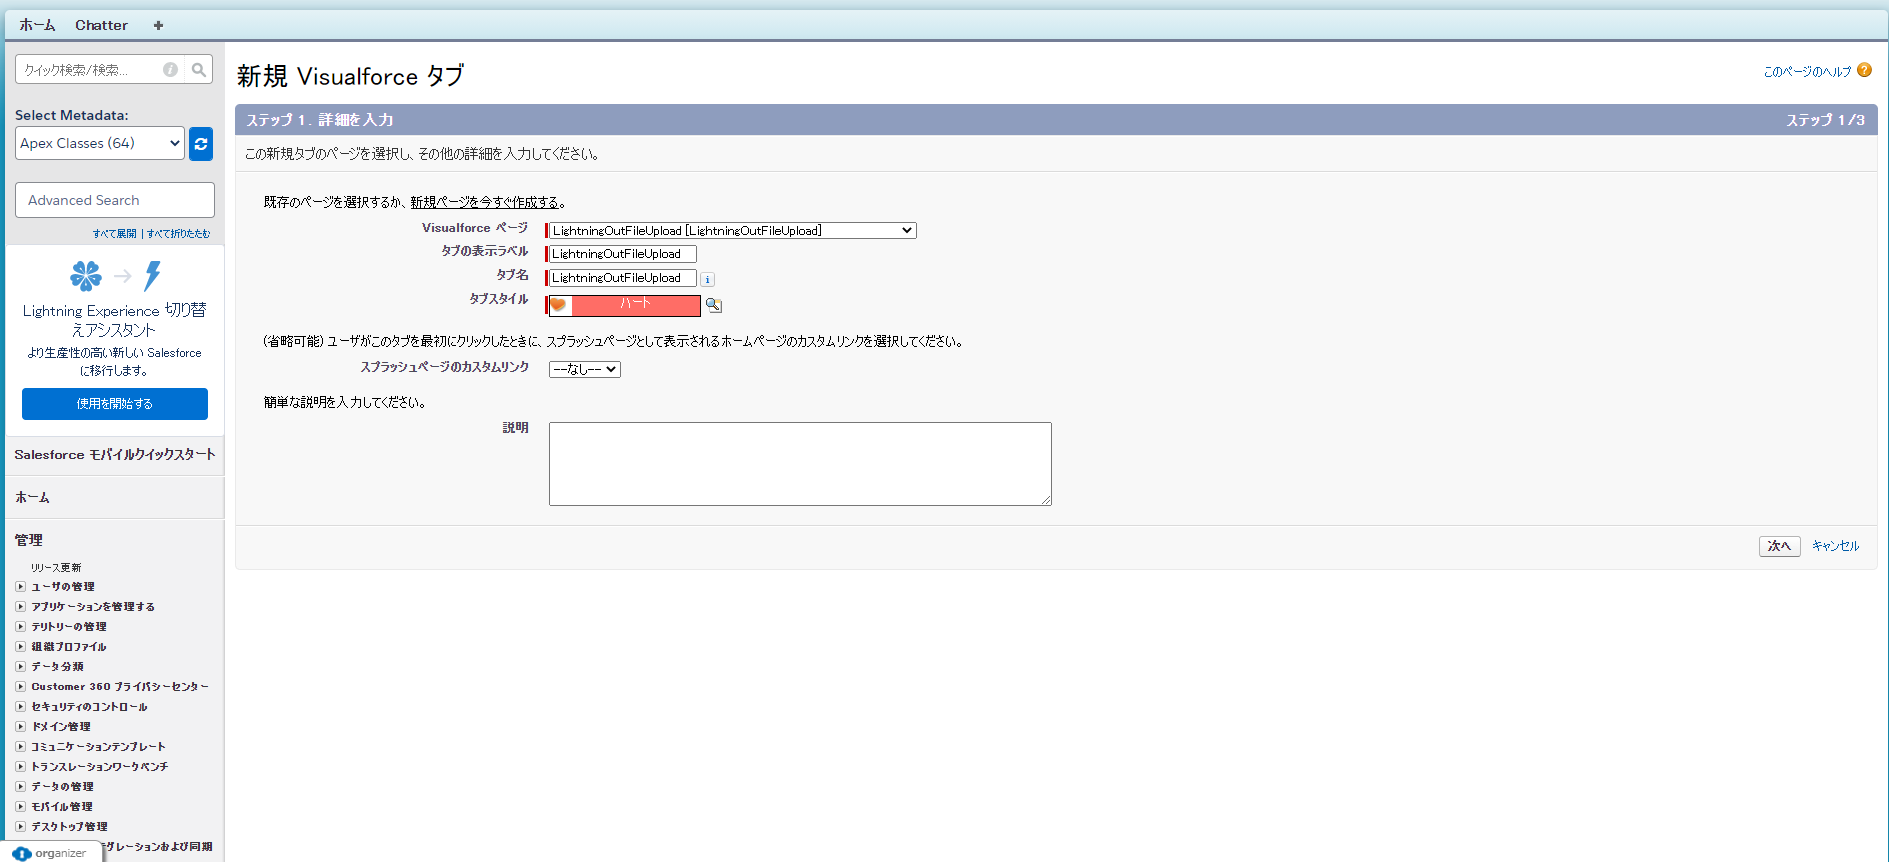 ホーム Chatter +
クイック検索/検索...
Select Metadata:
Apex Classes (64)
Advanced Search
すべて展開 | すべて折りたたむ
Lightning Experience 切り替
えアシスタント
より生産性の高い新しい Salesforce
に移行します。
使用を開始する
Salesforce モバイルクイックスタート
ホーム
管理
リリース更新
ユーザの管理
アプリケーションを管理する
テリトリーの管理
組織プロファイル
データ分類
Customer 360 プライバシーセンター
セキュリティのコントロール
ドメイン管理
コミュニケーションテンプレート
トランスレーションワークベンチ
データの管理
モバイル管理
デスクトップ管理
グレーションおよび同期
organizer
新規 Visualforce タブ
このページのヘルプ ?
ステップ 1. 詳細を入力 ステップ 1/3
この新規タブのページを選択し、その他の詳細を入力してください。
既存のページを選択するか、新規ページを今すぐ作成する。
Visualforce ページ LightningOutFileUpload [LightningOutFileUpload]
タブの表示ラベル LightningOutFileUpload
タブ名 LightningOutFileUpload i
タブスタイル ハート
(省略可能) ユーザがこのタブを最初にクリックしたときに、スプラッシュページとして表示されるホームページのカスタムリンクを選択してください。
スプラッシュページのカスタムリンク --なし--
簡単な説明を入力してください。
説明
次へ キャンセル